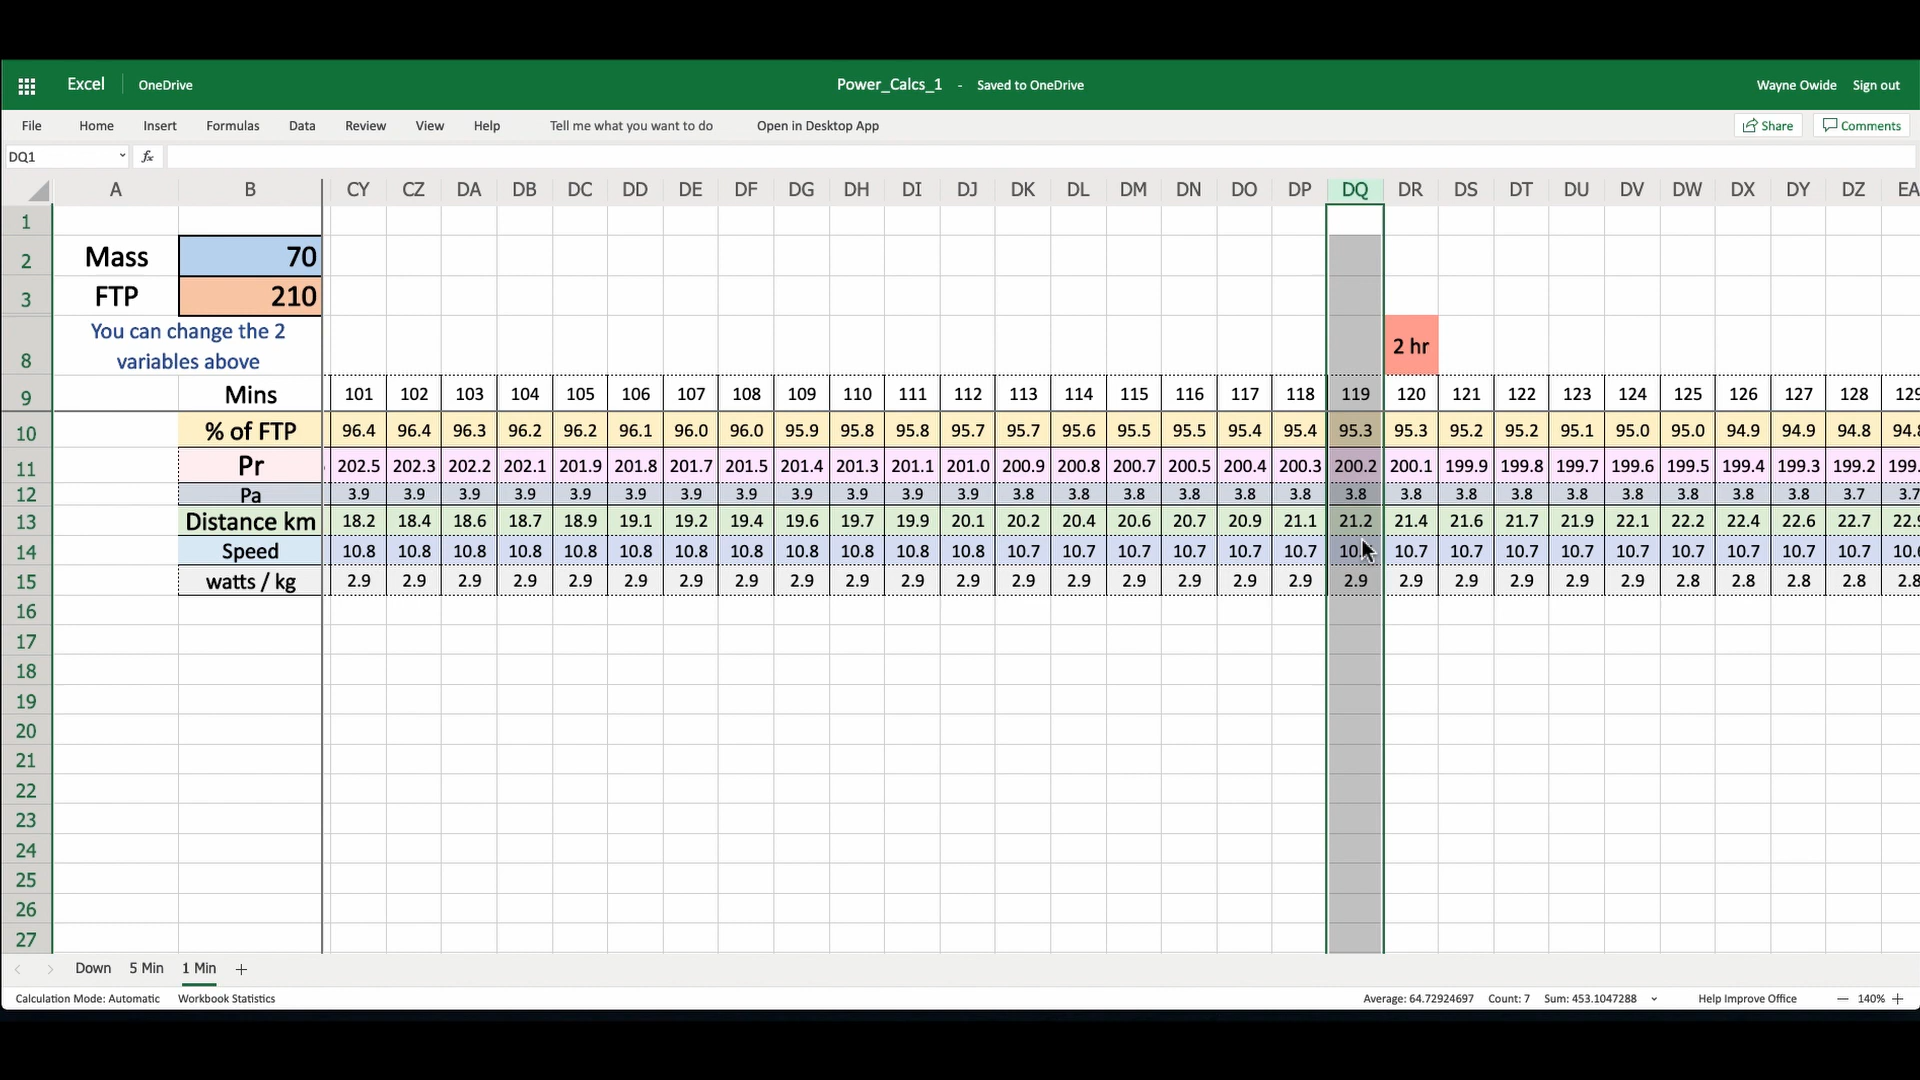 Excel OneDrive Power_Calcs_1 - Saved to OneDrive Wayne Owide Sign out
File Home Insert Formulas Data Review View Help Tell me what you want to do Open in Desktop App Share Comments
DQ1 fx
A B CY CZ DA DB DC DD DE DF DG DH DI DJ DK DL DM DN DO DP DQ DR DS DT DU DV DW DX DY DZ EA
1
2 Mass 70
3 FTP 210
You can change the 2
8 variables above 2 hr
9 Mins 101 102 103 104 105 106 107 108 109 110 111 112 113 114 115 116 117 118 119 120 121 122 123 124 125 126 127 128 129
10 % of FTP 96.4 96.4 96.3 96.2 96.2 96.1 96.0 96.0 95.9 95.8 95.8 95.7 95.7 95.6 95.5 95.5 95.4 95.4 95.3 95.3 95.2 95.2 95.1 95.0 95.0 94.9 94.9 94.8 94.8
11 Pr 202.5 202.3 202.2 202.1 201.9 201.8 201.7 201.5 201.4 201.3 201.1 201.0 200.9 200.8 200.7 200.5 200.4 200.3 200.2 200.1 199.9 199.8 199.7 199.6 199.5 199.4 199.3 199.2 199.
12 Pa 3.9 3.9 3.9 3.9 3.9 3.9 3.9 3.9 3.9 3.9 3.9 3.9 3.8 3.8 3.8 3.8 3.8 3.8 3.8 3.8 3.8 3.8 3.8 3.8 3.8 3.8 3.8 3.7 3.7
13 Distance km 18.2 18.4 18.6 18.7 18.9 19.1 19.2 19.4 19.6 19.7 19.9 20.1 20.2 20.4 20.6 20.7 20.9 21.1 21.2 21.4 21.6 21.7 21.9 22.1 22.2 22.4 22.6 22.7 22.9
14 Speed 10.8 10.8 10.8 10.8 10.8 10.8 10.8 10.8 10.8 10.8 10.8 10.8 10.7 10.7 10.7 10.7 10.7 10.7 10. 10.7 10.7 10.7 10.7 10.7 10.7 10.7 10.7 10.7 10.6
15 watts / kg 2.9 2.9 2.9 2.9 2.9 2.9 2.9 2.9 2.9 2.9 2.9 2.9 2.9 2.9 2.9 2.9 2.9 2.9 2.9 2.9 2.9 2.9 2.9 2.9 2.8 2.8 2.8 2.8 2.8
16
17
18
19
20
21
22
23
24
25
26
27
Down 5 Min 1 Min +
Calculation Mode: Automatic Workbook Statistics Average: 64.72924697 Count: 7 Sum: 453.1047288 Help Improve Office — 140% +